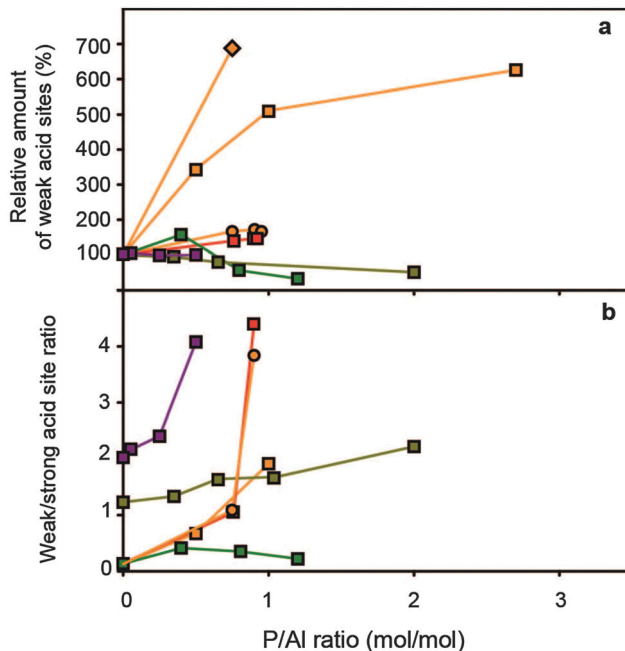 a
Relative amount
of weak acid sites (%)
700
600
500
400
300
200
100
b
Weak/strong acid site ratio
4
3
2
1
0
0 1 2 3
P/Al ratio (mol/mol)